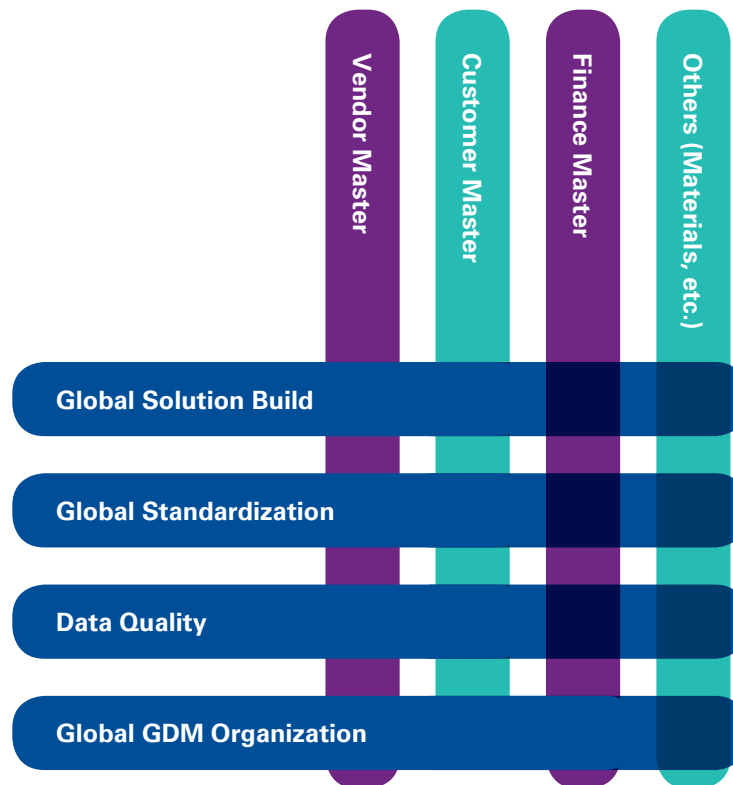 Vendor Master
Customer Master
Finance Master
Others (Materials, etc.)
Global Solution Build
Global Standardization
Data Quality
Global GDM Organization